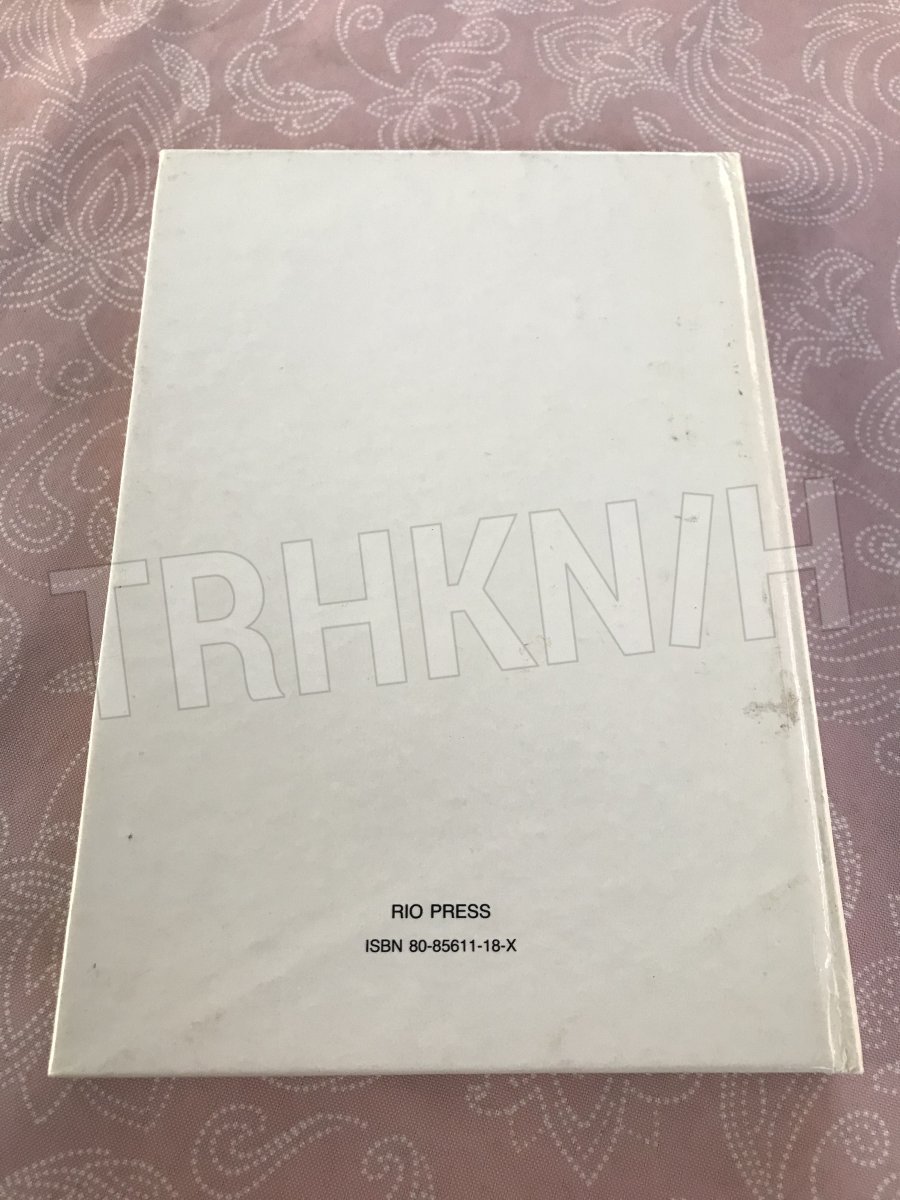 TRHKNIH
RIO PRESS
ISBN 80-85611-18-X